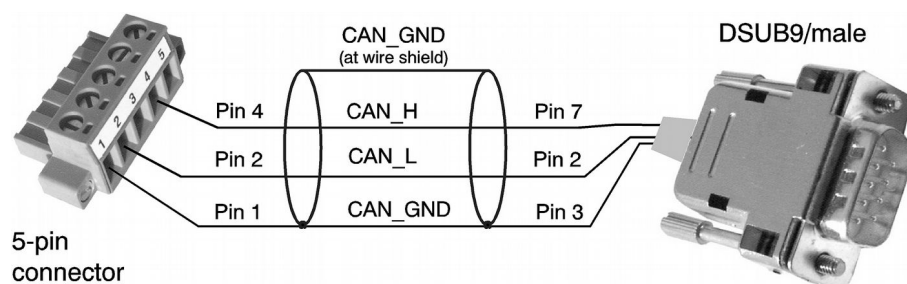 CAN_GND
(at wire shield)
DSUB9/male
Pin 4 CAN_H Pin 7
Pin 2 CAN_L Pin 2
Pin 1 CAN_GND Pin 3
1 2 3 4 5
5-pin
connector